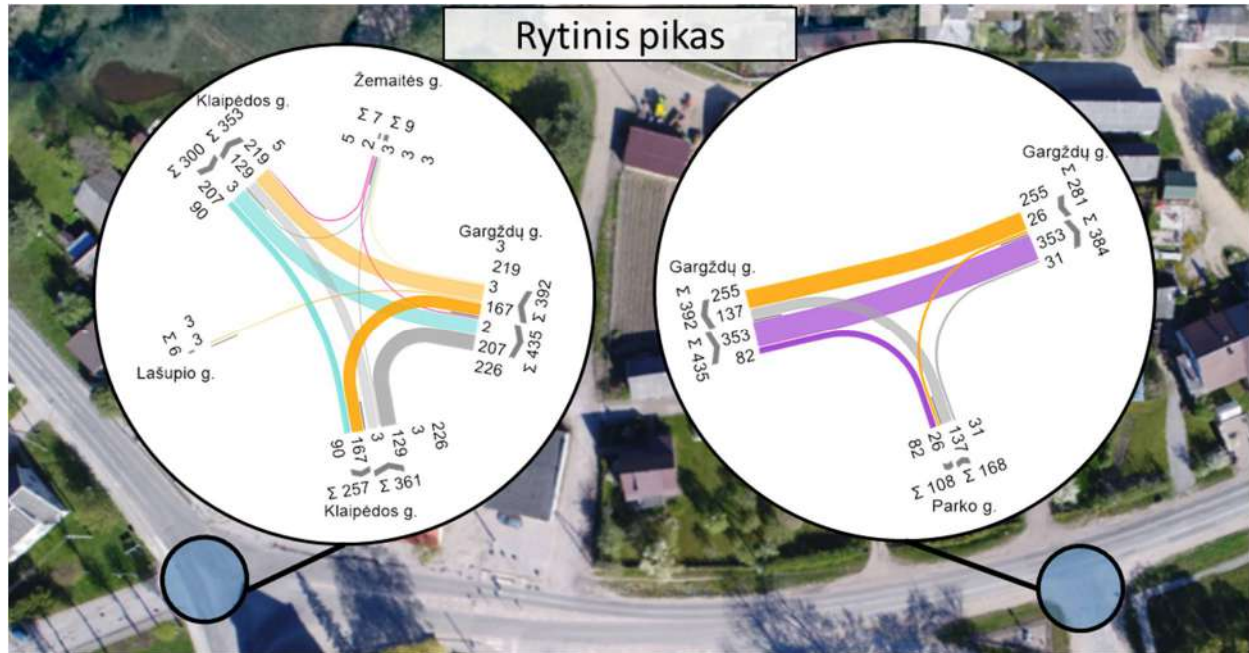 Rytinis pikas
Žemaitės g.
Σ 7 Σ 9
5 2 3 3 3
Klaipėdos g.
Σ 300 Σ 353
207 3 129 219 5
90
Gargždų g.
3
219
3
167 Σ 392
2
207 Σ 435
226
3
3
Σ 6
Lašupio g.
90 167 3 129 3 226
Σ 257 Σ 361
Klaipėdos g.
Gargždų g.
255 Σ 281
26
353 Σ 384
31
Gargždų g.
Σ 392 255
137
Σ 435 353
82
82 26 137 31
Σ 108 Σ 168
Parko g.